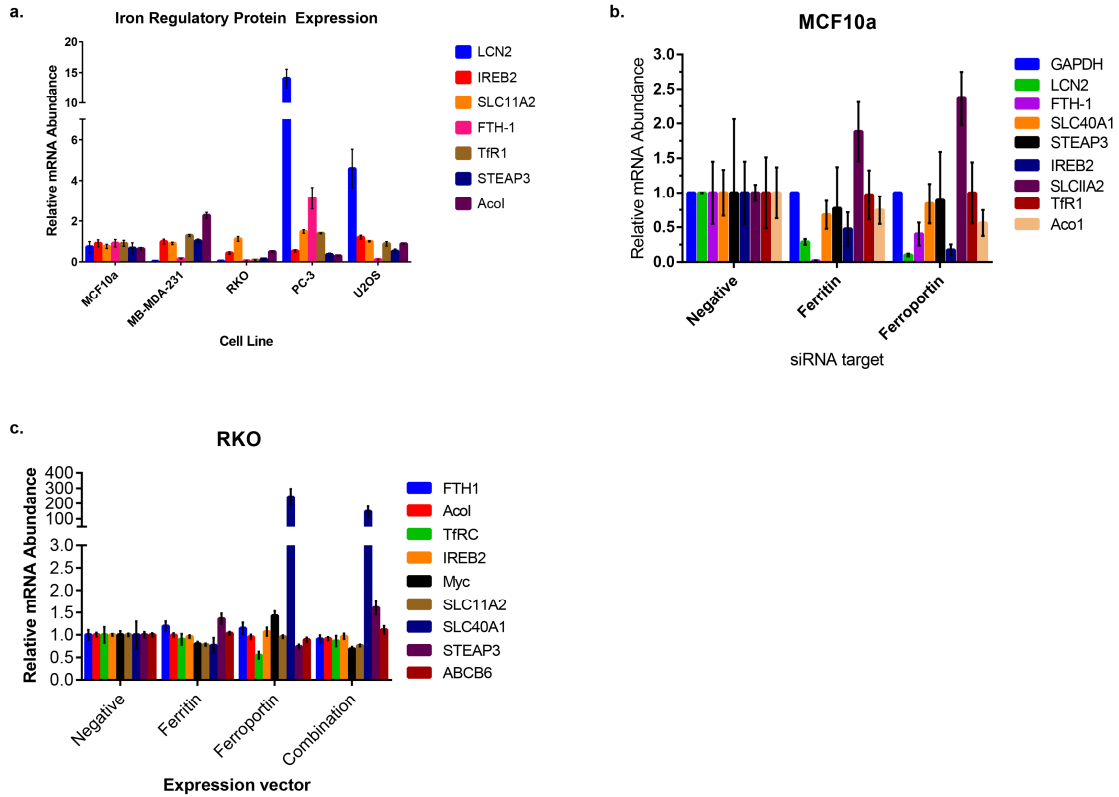 a.
Iron Regulatory Protein Expression
Relative mRNA Abundance
20
15
10
6
4
2
0
MCF10a
MB-MDA-231
RKO
PC-3
U2OS
Cell Line
LCN2
IREB2
SLC11A2
FTH-1
TfR1
STEAP3
AcoI
b.
MCF10a
Relative mRNA Abundance
3.0
2.5
2.0
1.5
1.0
0.5
0.0
Negative
Ferritin
Ferroportin
siRNA target
GAPDH
LCN2
FTH-1
SLC40A1
STEAP3
IREB2
SLCIIA2
TfR1
Aco1
c.
RKO
Relative mRNA Abundance
400
300
200
100
3.0
2.5
2.0
1.5
1.0
0.5
0.0
Negative
Ferritin
Ferroportin
Combination
Expression vector
FTH1
AcoI
TfRC
IREB2
Myc
SLC11A2
SLC40A1
STEAP3
ABCB6